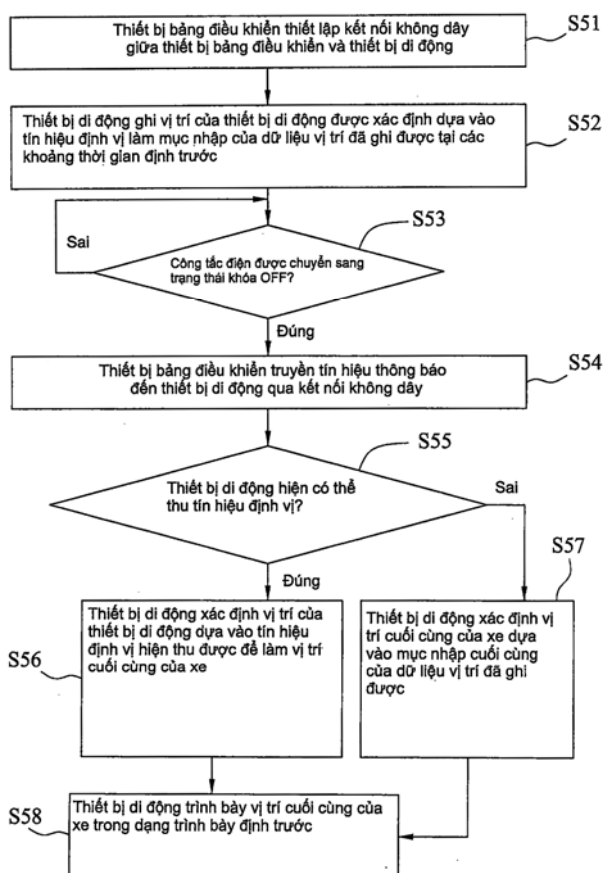 Thiết bị bảng điều khiển thiết lập kết nối không dây
giữa thiết bị bảng điều khiển và thiết bị di động
S51
Thiết bị di động ghi vị trí của thiết bị di động được xác định dựa vào
tín hiệu định vị làm mục nhập của dữ liệu vị trí đã ghi được tại các
khoảng thời gian định trước
S52
S53
Sai
Công tắc điện được chuyển sang
trạng thái khóa OFF?
Đúng
Thiết bị bảng điều khiển truyền tín hiệu thông báo
đến thiết bị di động qua kết nối không dây
S54
S55
Thiết bị di động hiện có thể
thu tín hiệu định vị?
Sai
Đúng
S57
Thiết bị di động xác định vị trí của
thiết bị di động dựa vào tín hiệu
định vị hiện thu được để làm vị trí
cuối cùng của xe
S56
Thiết bị di động xác định vị
trí cuối cùng của xe dựa
vào mục nhập cuối cùng
của dữ liệu vị trí đã ghi
được
Thiết bị di động trình bày vị trí cuối cùng của
xe trong dạng trình bày định trước
S58